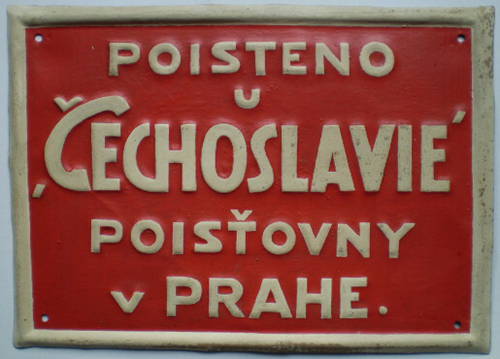 POISTENO
U
‚ČECHOSLAVIE‘
POISŤOVNY
V PRAHE.